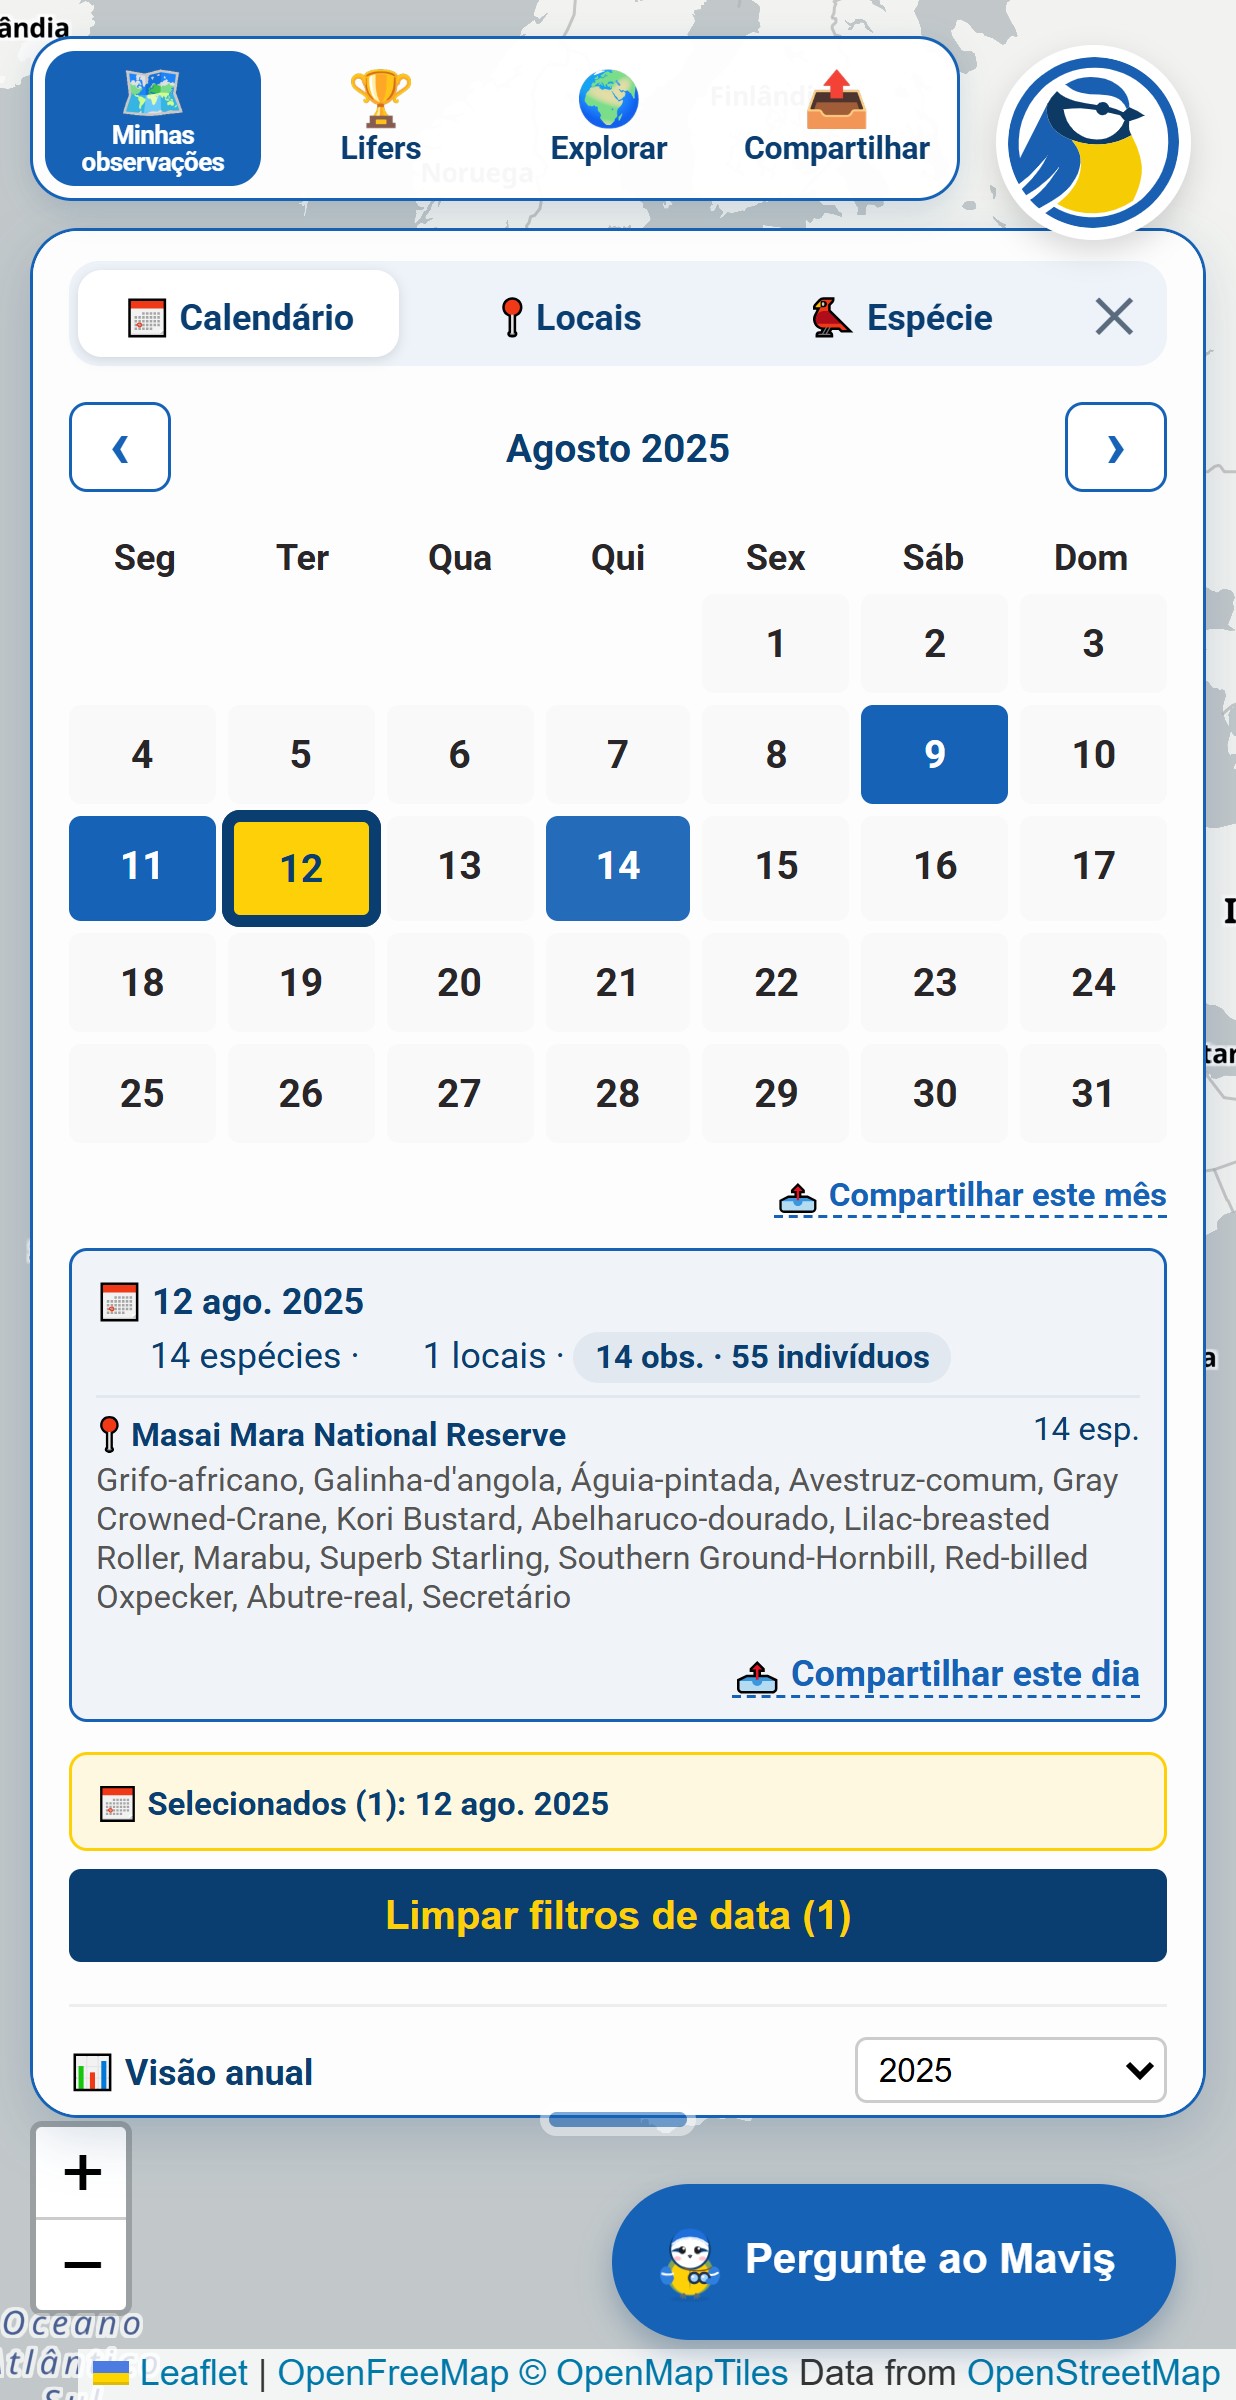 ândia
Minhas
observações
Lifers
Explorar
Compartilhar
Finlândi
Noruega
Calendário
Locais
Espécie
Agosto 2025
Seg Ter Qua Qui Sex Sáb Dom
1 2 3
4 5 6 7 8 9 10
11 12 13 14 15 16 17
18 19 20 21 22 23 24
25 26 27 28 29 30 31
Compartilhar este mês
12 ago. 2025
14 espécies · 1 locais · 14 obs. · 55 indivíduos
Masai Mara National Reserve 14 esp.
Grifo-africano, Galinha-d'angola, Águia-pintada, Avestruz-comum, Gray
Crowned-Crane, Kori Bustard, Abelharuco-dourado, Lilac-breasted
Roller, Marabu, Superb Starling, Southern Ground-Hornbill, Red-billed
Oxpecker, Abutre-real, Secretário
Compartilhar este dia
Selecionados (1): 12 ago. 2025
Limpar filtros de data (1)
Visão anual 2025
+
−
Pergunte ao Maviş
Oceano
Leaflet | OpenFreeMap © OpenMapTiles Data from OpenStreetMap